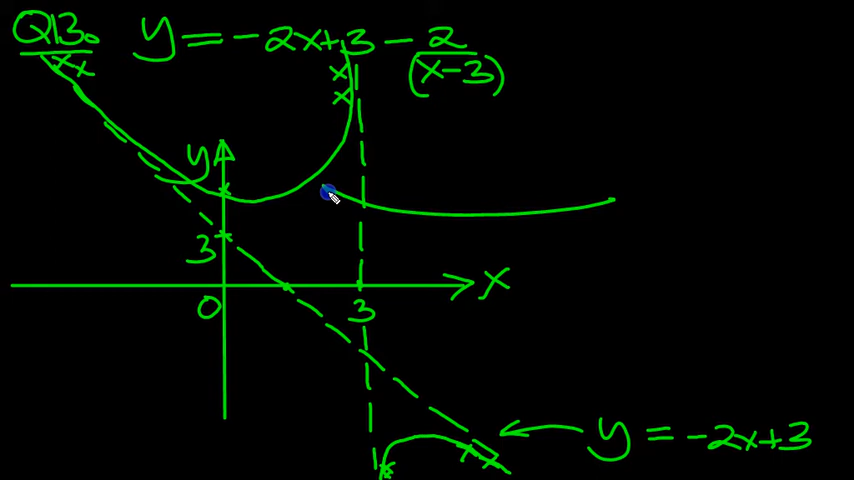 Q13. y = -2x+3 - 2/(x-3)
y
3
x
0
3
y = -2x+3